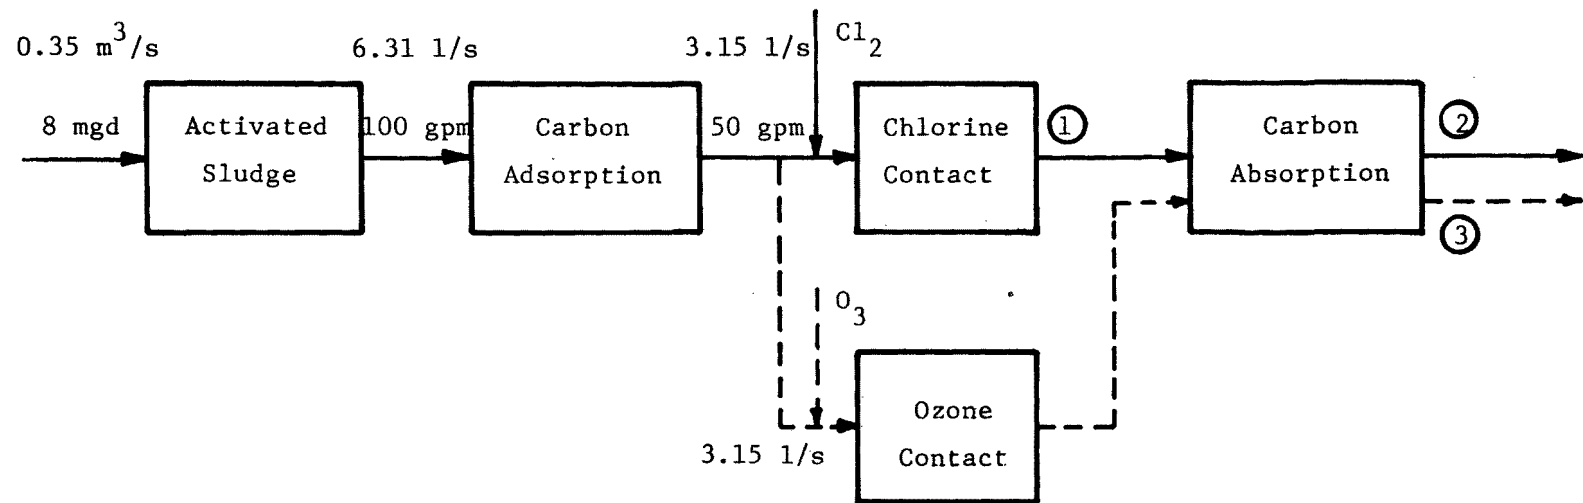 0.35 m3/s
6.31 l/s
3.15 l/s
Cl2
8 mgd
Activated
Sludge
100 gpm
Carbon
Adsorption
50 gpm
Chlorine
Contact
1
Carbon
Absorption
2
3
O3
Ozone
Contact
3.15 l/s